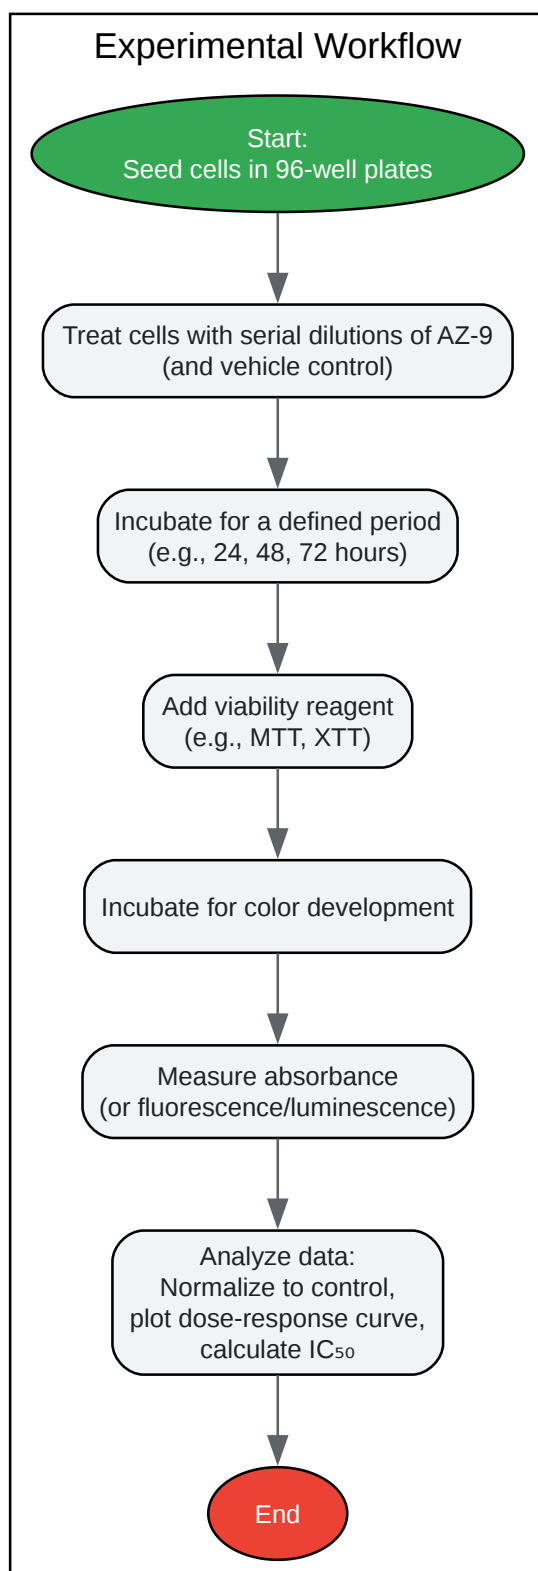 Experimental Workflow
Start:
Seed cells in 96-well plates
Treat cells with serial dilutions of AZ-9
(and vehicle control)
Incubate for a defined period
(e.g., 24, 48, 72 hours)
Add viability reagent
(e.g., MTT, XTT)
Incubate for color development
Measure absorbance
(or fluorescence/luminescence)
Analyze data:
Normalize to control,
plot dose-response curve,
calculate IC₅₀
End